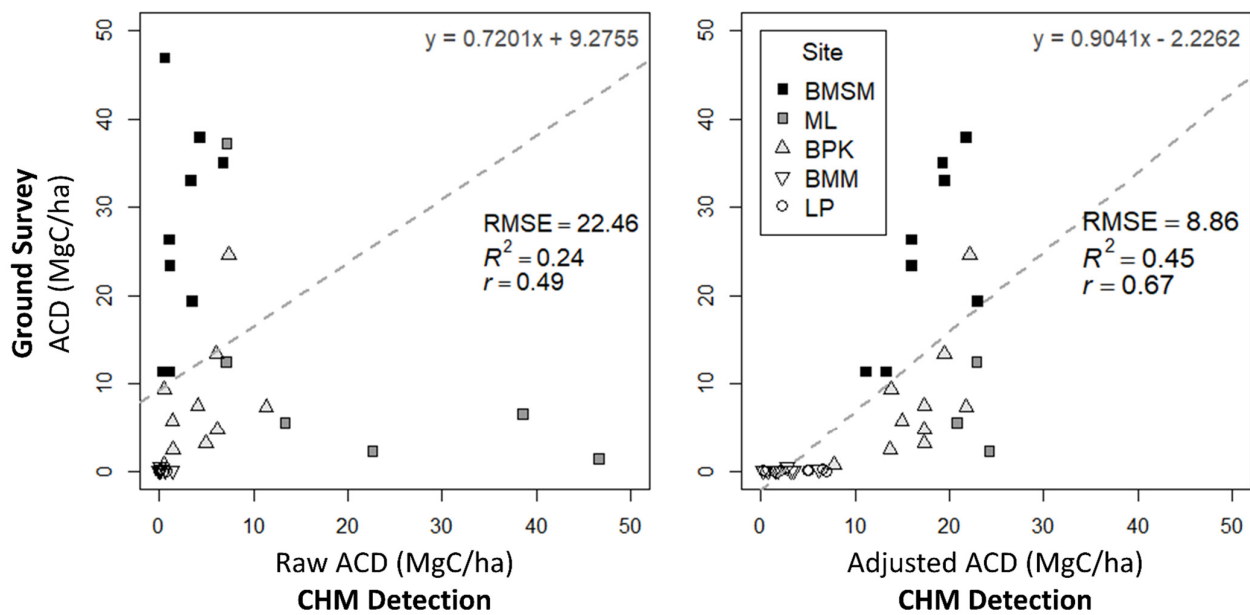 Ground Survey
ACD (MgC/ha)
50
40
30
20
10
0
y = 0.7201x + 9.2755
RMSE = 22.46
R² = 0.24
r = 0.49
0 10 20 30 40 50
Raw ACD (MgC/ha)
CHM Detection
50
40
30
20
10
0
y = 0.9041x - 2.2262
Site
BMSM
ML
BPK
BMM
LP
RMSE = 8.86
R² = 0.45
r = 0.67
0 10 20 30 40 50
Adjusted ACD (MgC/ha)
CHM Detection